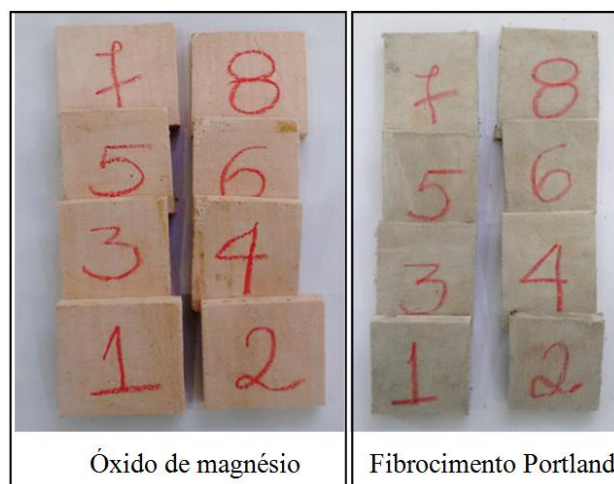 7 8 7 8
5 6 5 6
3 4 3 4
1 2 1 2
Óxido de magnésio Fibrocimento Portland